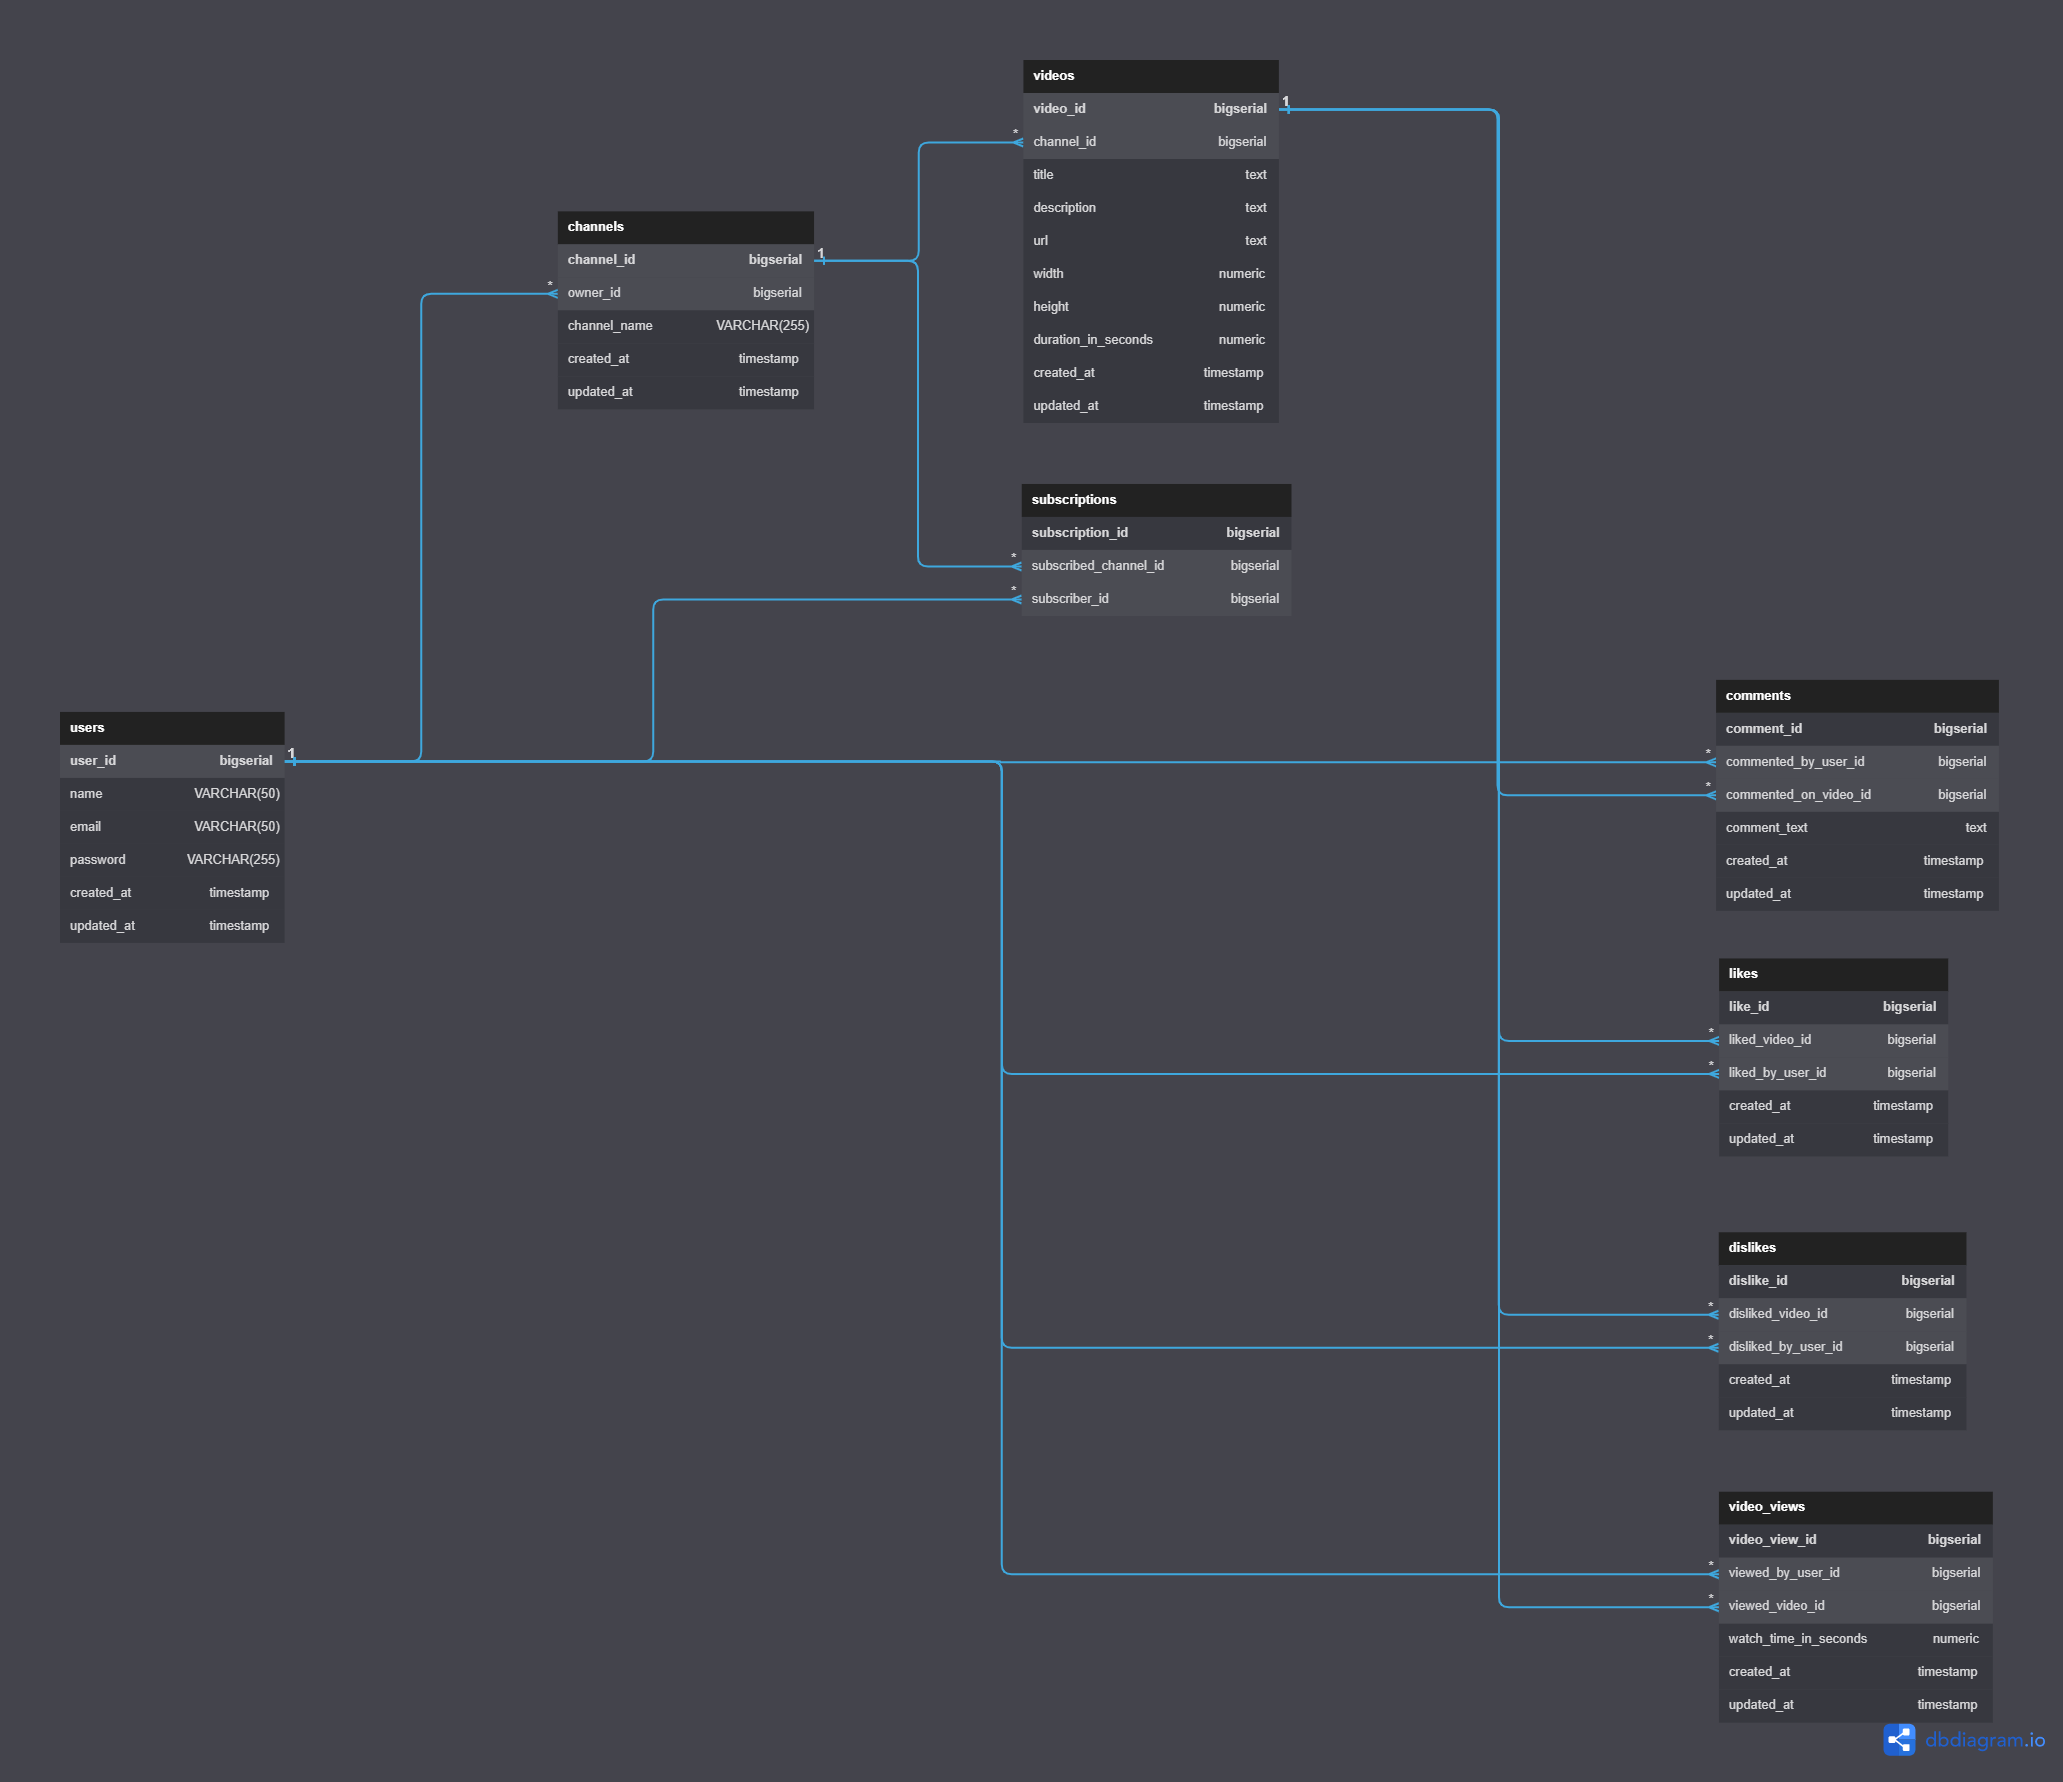 videos
1
video_id bigserial
*
channel_id bigserial
title text
description text
url text
width numeric
height numeric
duration_in_seconds numeric
created_at timestamp
updated_at timestamp
channels
1
channel_id bigserial
*
owner_id bigserial
channel_name VARCHAR(255)
created_at timestamp
updated_at timestamp
subscriptions
subscription_id bigserial
*
subscribed_channel_id bigserial
*
subscriber_id bigserial
users
1
user_id bigserial
name VARCHAR(50)
email VARCHAR(50)
password VARCHAR(255)
created_at timestamp
updated_at timestamp
comments
comment_id bigserial
*
commented_by_user_id bigserial
*
commented_on_video_id bigserial
comment_text text
created_at timestamp
updated_at timestamp
likes
like_id bigserial
*
liked_video_id bigserial
*
liked_by_user_id bigserial
created_at timestamp
updated_at timestamp
dislikes
dislike_id bigserial
*
disliked_video_id bigserial
*
disliked_by_user_id bigserial
created_at timestamp
updated_at timestamp
video_views
video_view_id bigserial
*
viewed_by_user_id bigserial
*
viewed_video_id bigserial
watch_time_in_seconds numeric
created_at timestamp
updated_at timestamp
dbdiagram.io